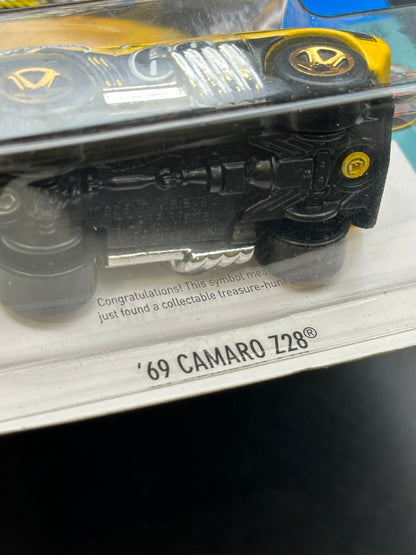 Congratulations! This symbol mea
just found a collectable treasure-hun
'69 CAMARO Z28®